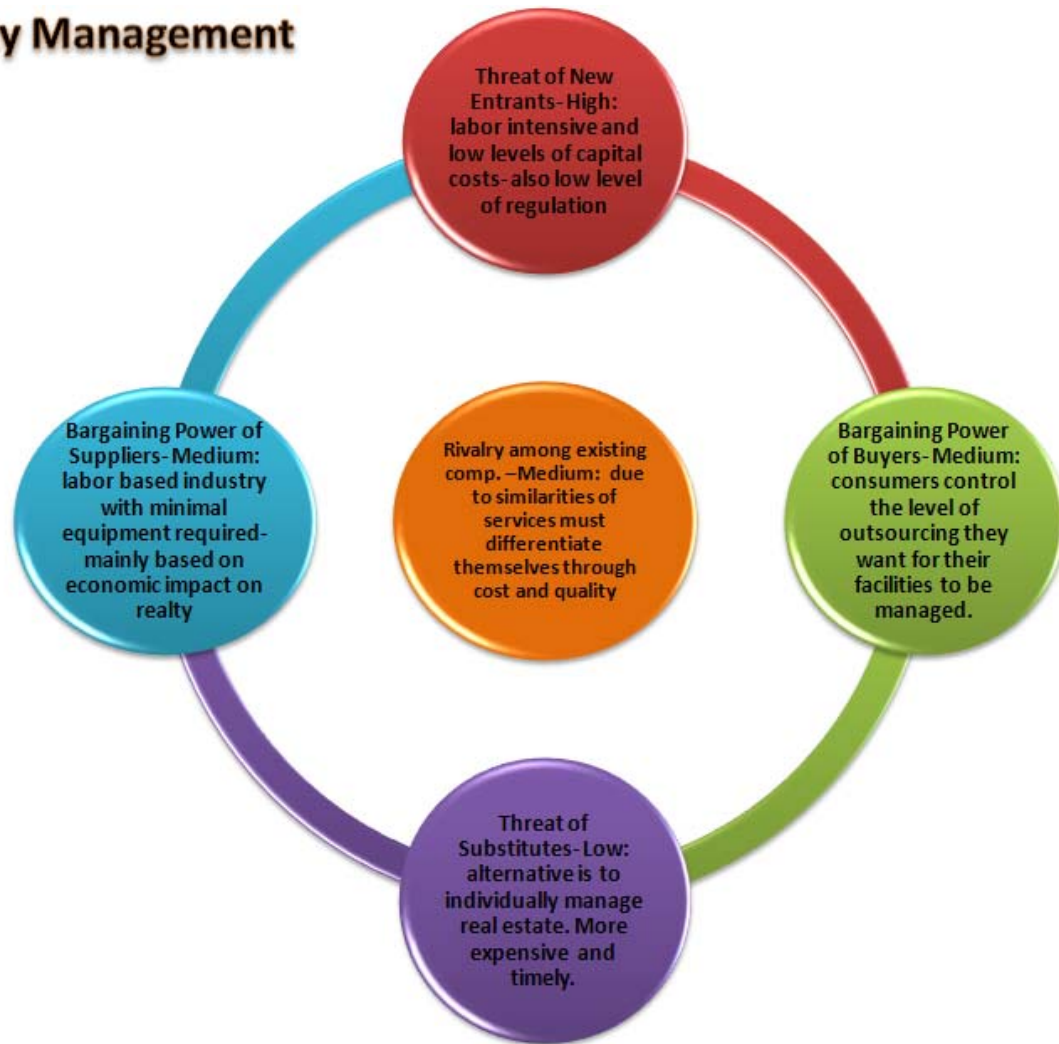 y Management
Threat of New
Entrants- High:
labor intensive and
low levels of capital
costs- also low level
of regulation
Bargaining Power of
Suppliers- Medium:
labor based industry
with minimal
equipment required-
mainly based on
economic impact on
realty
Rivalry among existing
comp. –Medium: due
to similarities of
services must
differentiate
themselves through
cost and quality
Bargaining Power
of Buyers- Medium:
consumers control
the level of
outsourcing they
want for their
facilities to be
managed.
Threat of
Substitutes- Low:
alternative is to
individually manage
real estate. More
expensive and
timely.